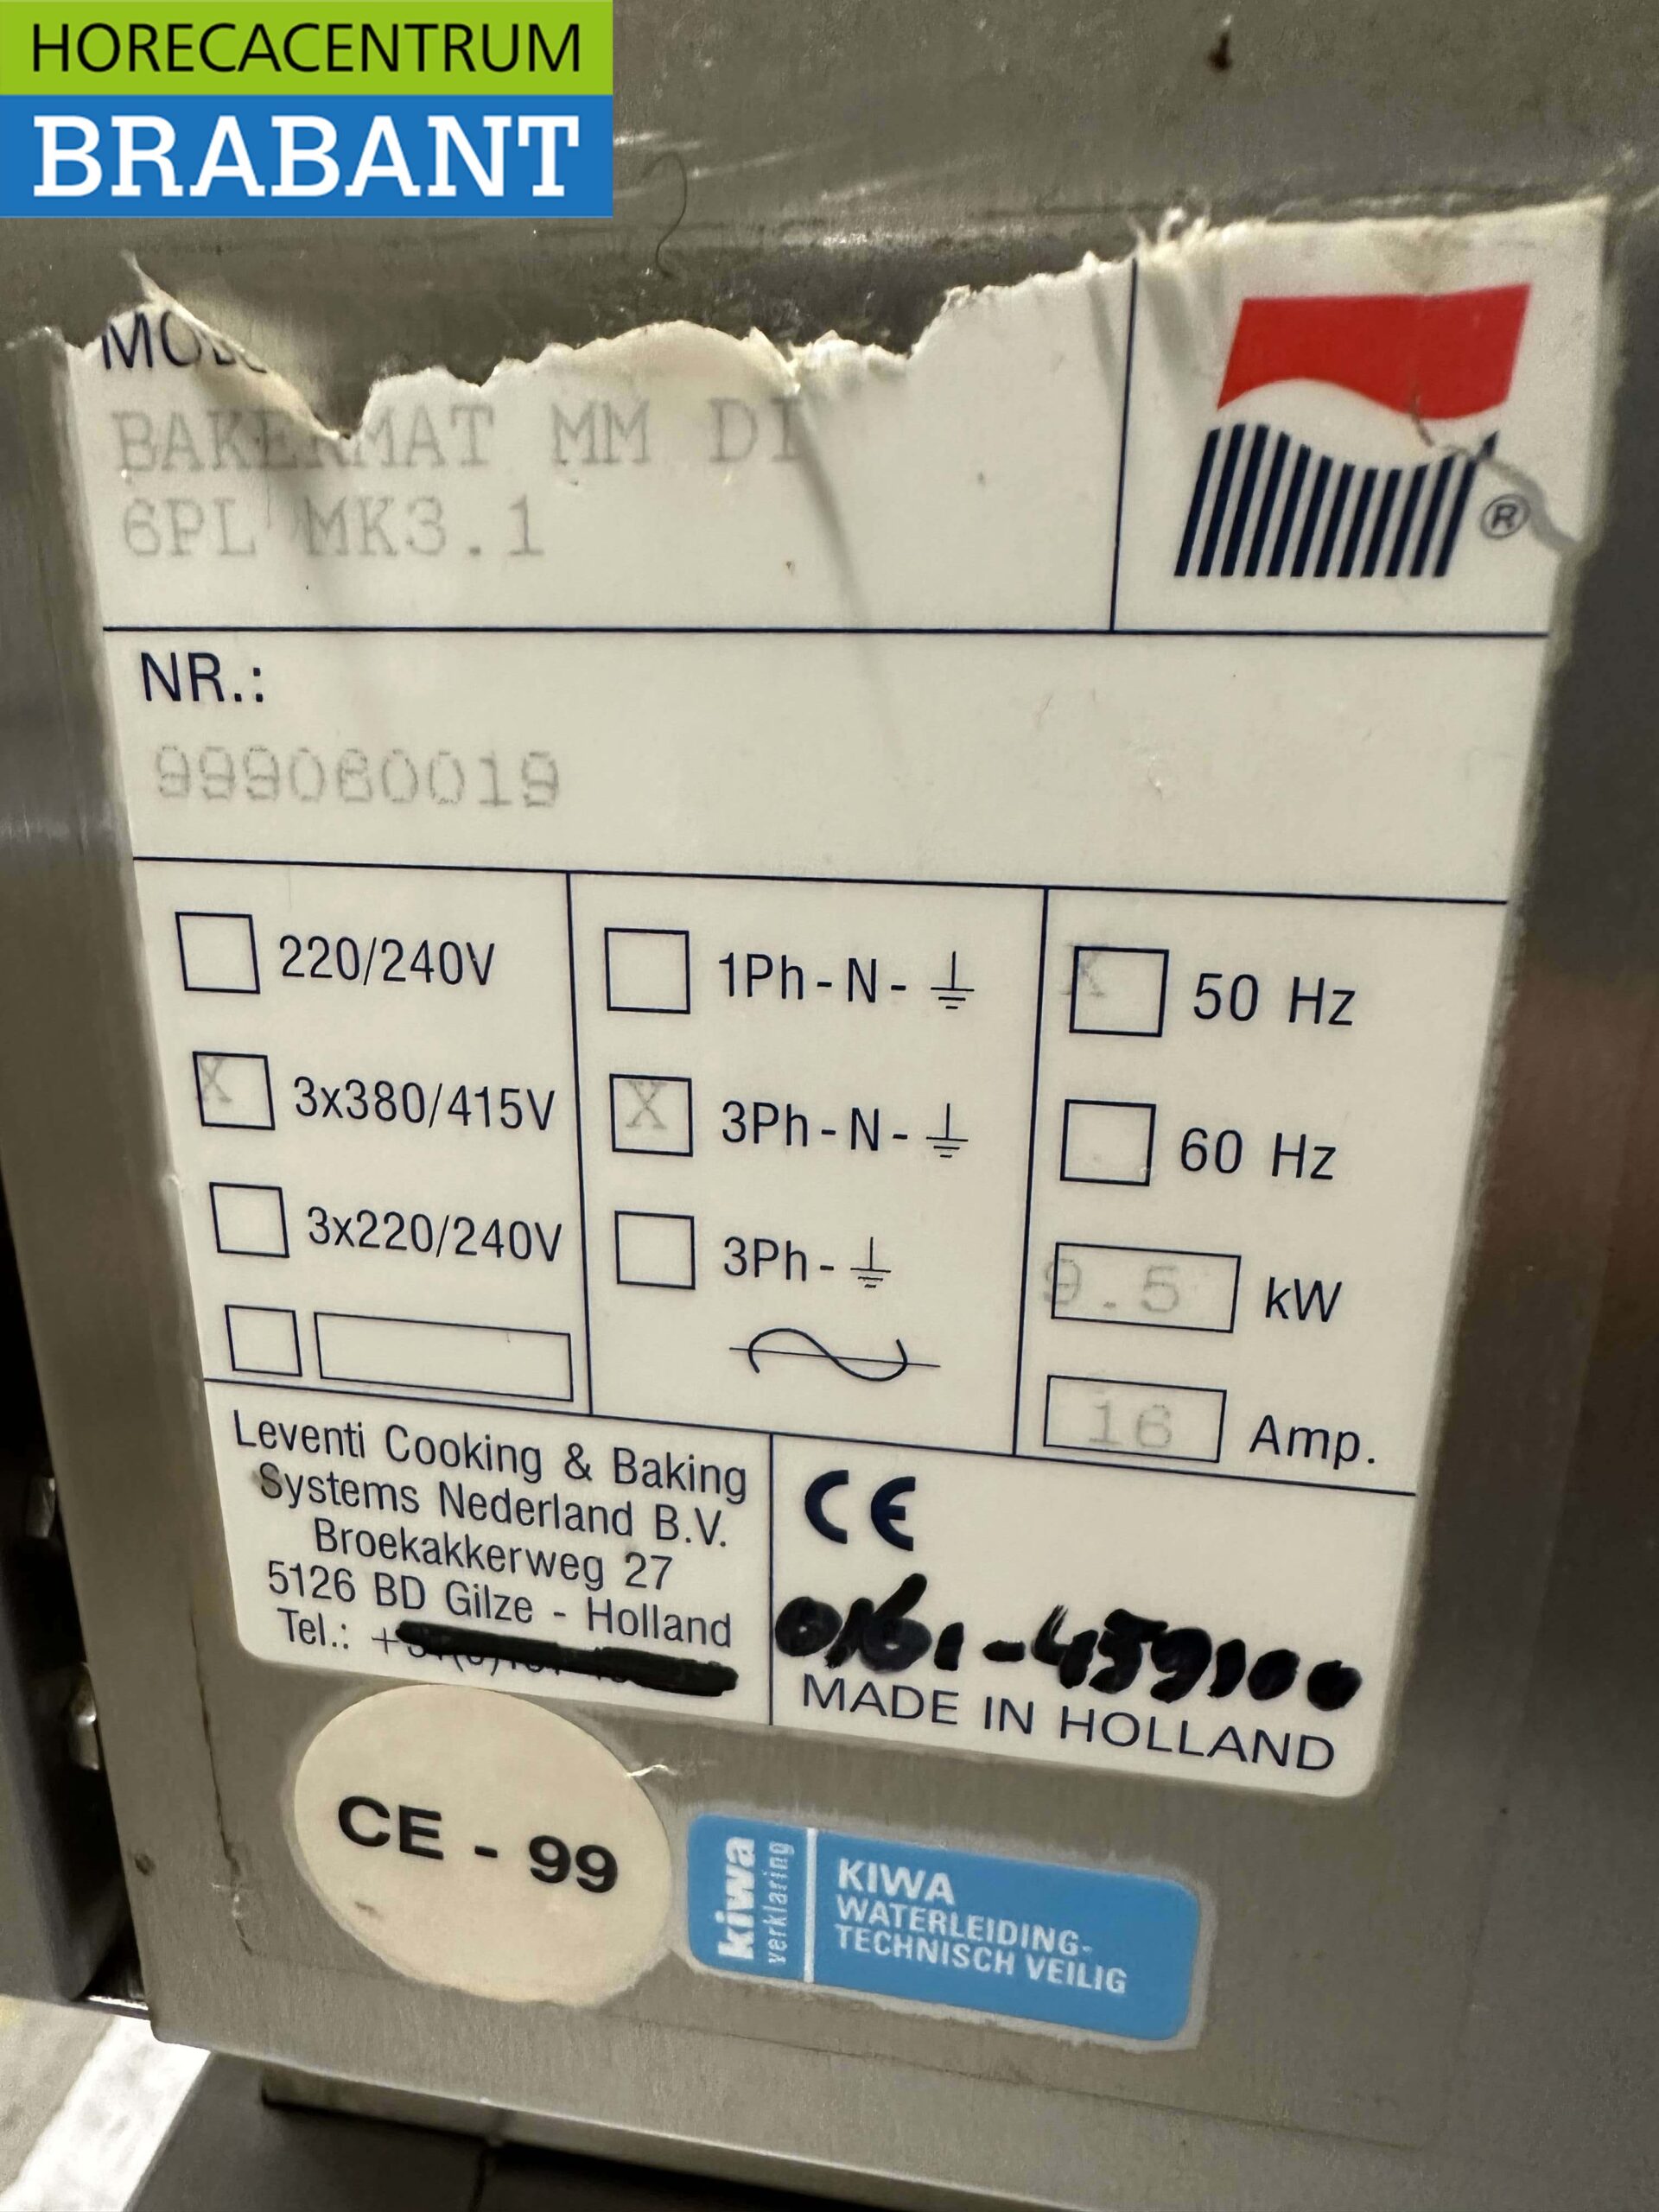 HORECACENTRUM
BRABANT
BAKERMAT MM DI
6PL MK3.1
®
NR.:
999060019
220/240V
1Ph-N-
X 50 Hz
X 3x380/415V
X 3Ph-N-
60 Hz
3x220/240V
3Ph-
9.5 kW
16 Amp.
Leventi Cooking & Baking
Systems Nederland B.V.
Broekakkerweg 27
5126 BD Gilze - Holland
Tel.: +
CE
0161-459100
MADE IN HOLLAND
CE - 99
kiwa
verklaring
KIWA
WATERLEIDING-
TECHNISCH VEILIG